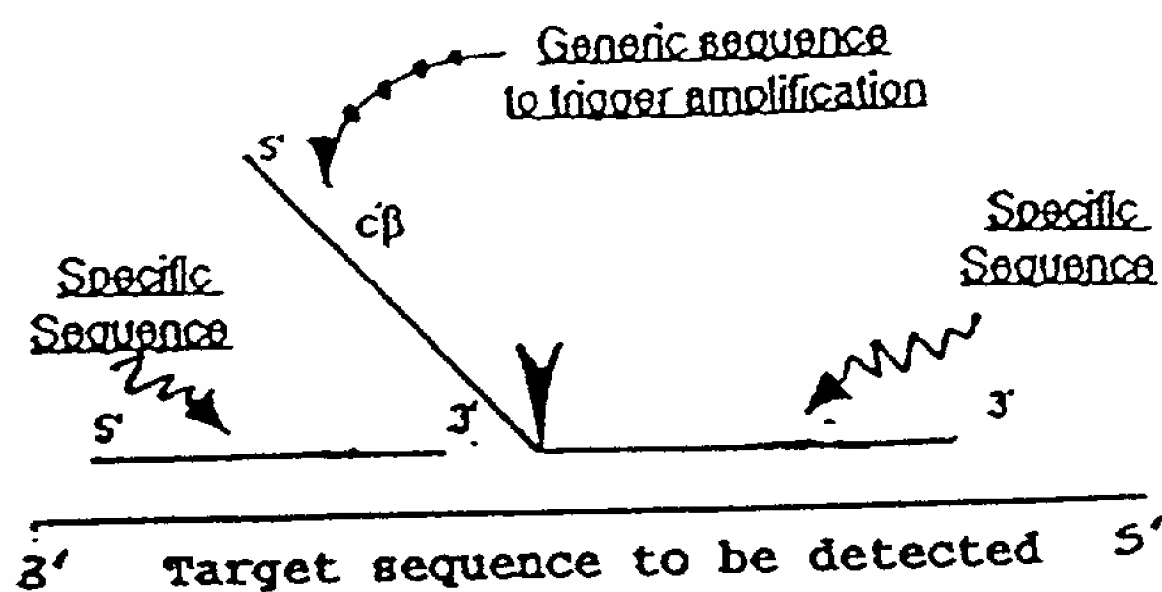 Generic sequence
to trigger amplification
5'
c'β
Specific
Sequence
Specific
Sequence
5'
3'
3'
3'
Target sequence to be detected
5'